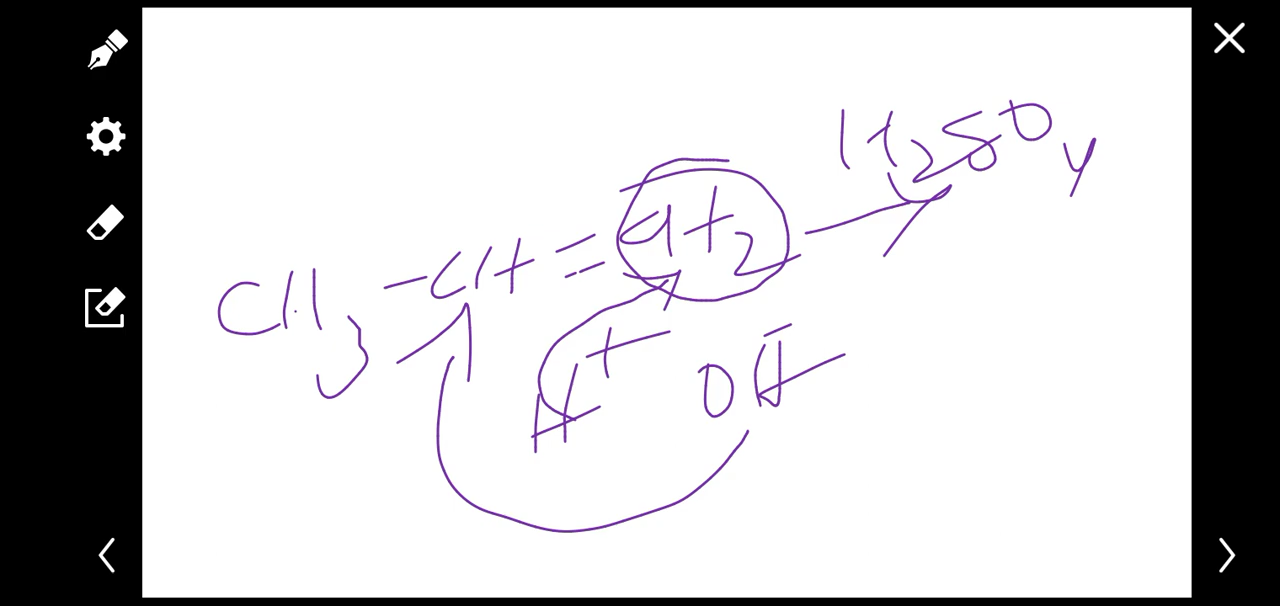 CH3 - CH = CH2 → H2SO4
H+ OH-